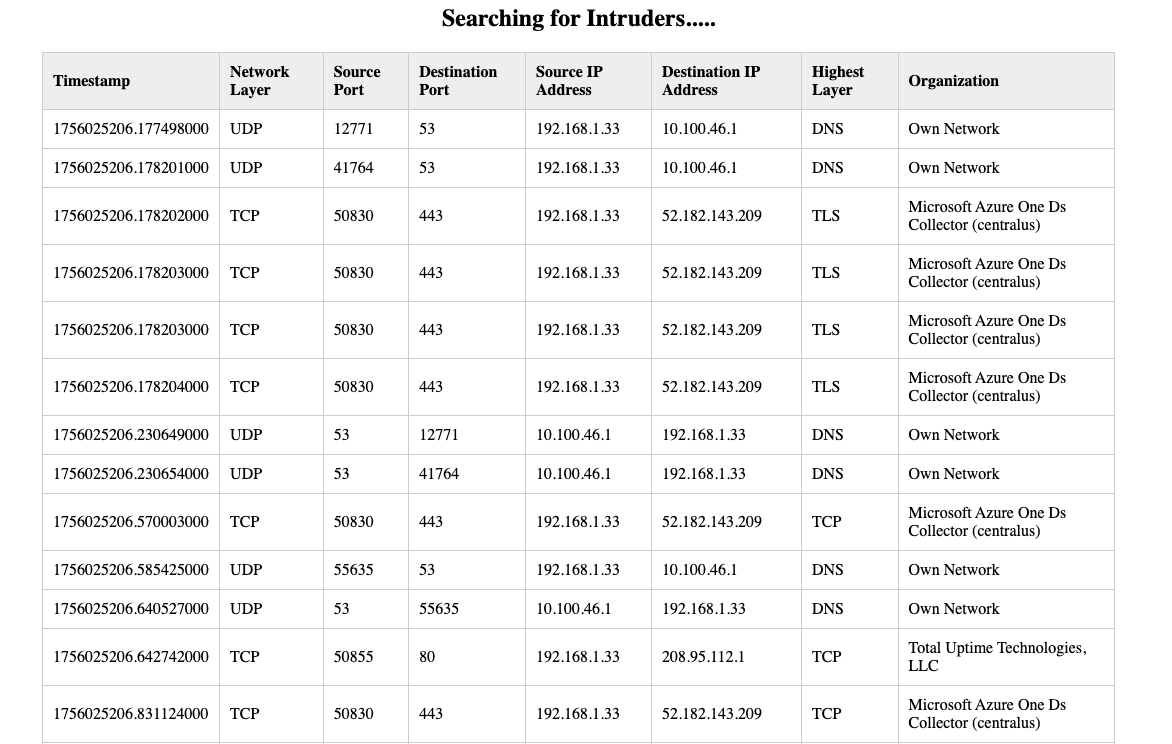 Searching for Intruders.....
Timestamp Network Layer Source Port Destination Port Source IP Address Destination IP Address Highest Layer Organization
1756025206.177498000 UDP 12771 53 192.168.1.33 10.100.46.1 DNS Own Network
1756025206.178201000 UDP 41764 53 192.168.1.33 10.100.46.1 DNS Own Network
1756025206.178202000 TCP 50830 443 192.168.1.33 52.182.143.209 TLS Microsoft Azure One Ds Collector (centralus)
1756025206.178203000 TCP 50830 443 192.168.1.33 52.182.143.209 TLS Microsoft Azure One Ds Collector (centralus)
1756025206.178203000 TCP 50830 443 192.168.1.33 52.182.143.209 TLS Microsoft Azure One Ds Collector (centralus)
1756025206.178204000 TCP 50830 443 192.168.1.33 52.182.143.209 TLS Microsoft Azure One Ds Collector (centralus)
1756025206.230649000 UDP 53 12771 10.100.46.1 192.168.1.33 DNS Own Network
1756025206.230654000 UDP 53 41764 10.100.46.1 192.168.1.33 DNS Own Network
1756025206.570003000 TCP 50830 443 192.168.1.33 52.182.143.209 TCP Microsoft Azure One Ds Collector (centralus)
1756025206.585425000 UDP 55635 53 192.168.1.33 10.100.46.1 DNS Own Network
1756025206.640527000 UDP 53 55635 10.100.46.1 192.168.1.33 DNS Own Network
1756025206.642742000 TCP 50855 80 192.168.1.33 208.95.112.1 TCP Total Uptime Technologies, LLC
1756025206.831124000 TCP 50830 443 192.168.1.33 52.182.143.209 TCP Microsoft Azure One Ds Collector (centralus)